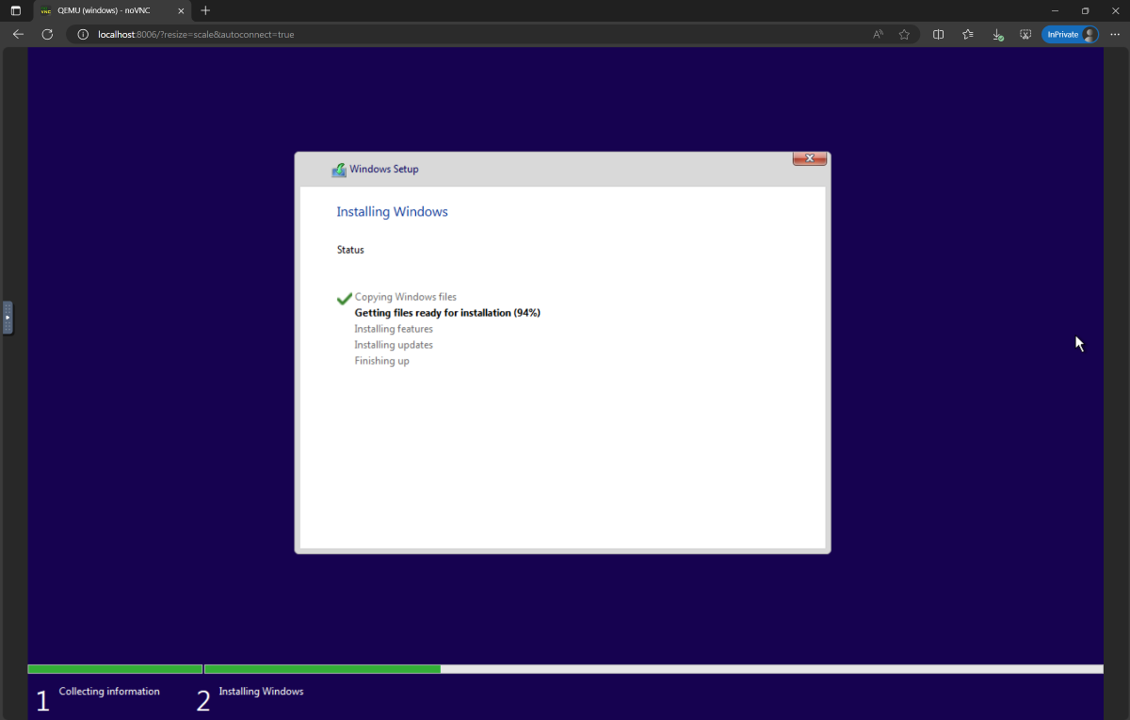 QEMU (windows) - noVNC
localhost:8006/?resize=scale&autoconnect=true
InPrivate
Windows Setup
Installing Windows
Status
Copying Windows files
Getting files ready for installation (94%)
Installing features
Installing updates
Finishing up
1 Collecting information
2 Installing Windows